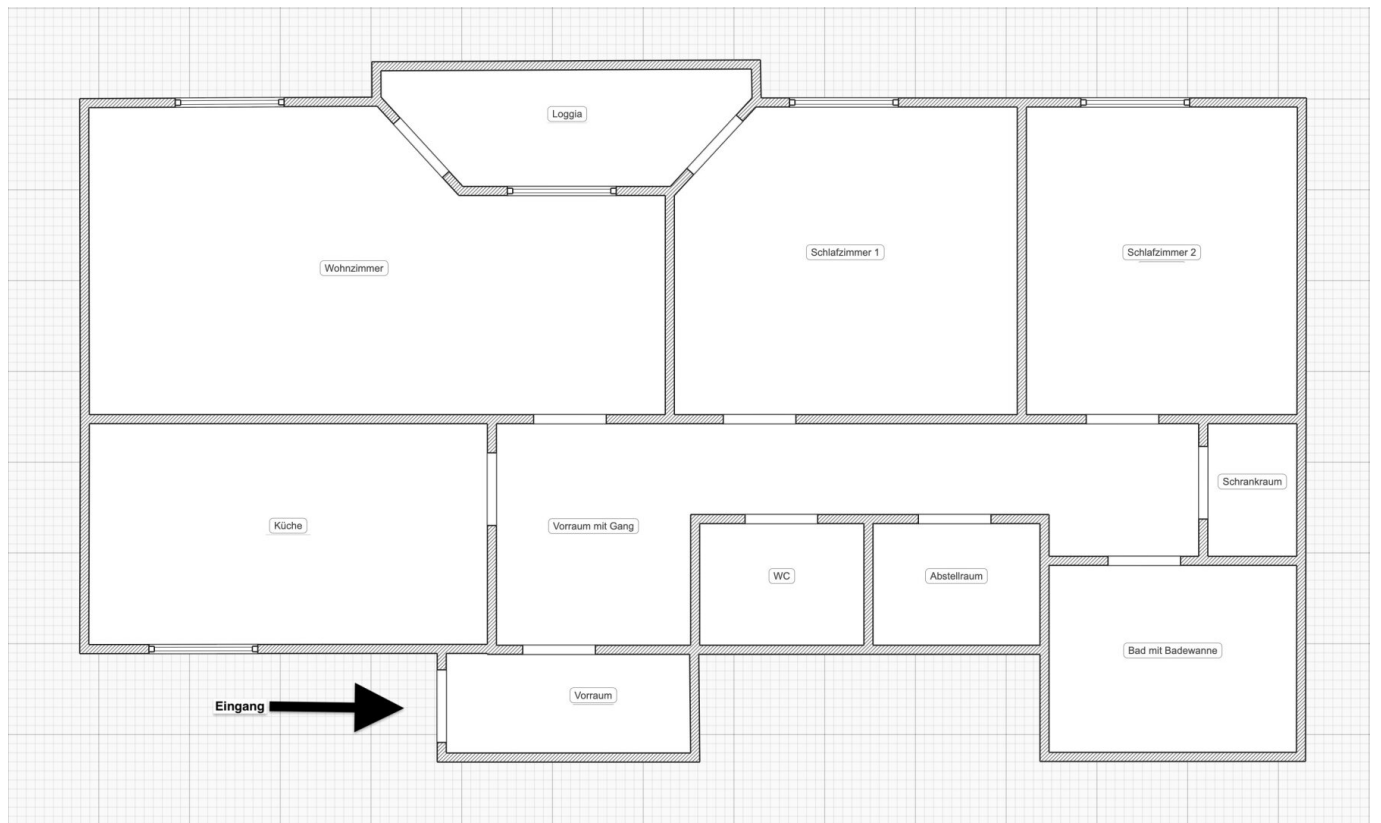 Loggia
Wohnzimmer
Schlafzimmer 1
Schlafzimmer 2
Küche
Vorraum mit Gang
Schrankraum
WC
Abstellraum
Bad mit Badewanne
Eingang
Vorraum